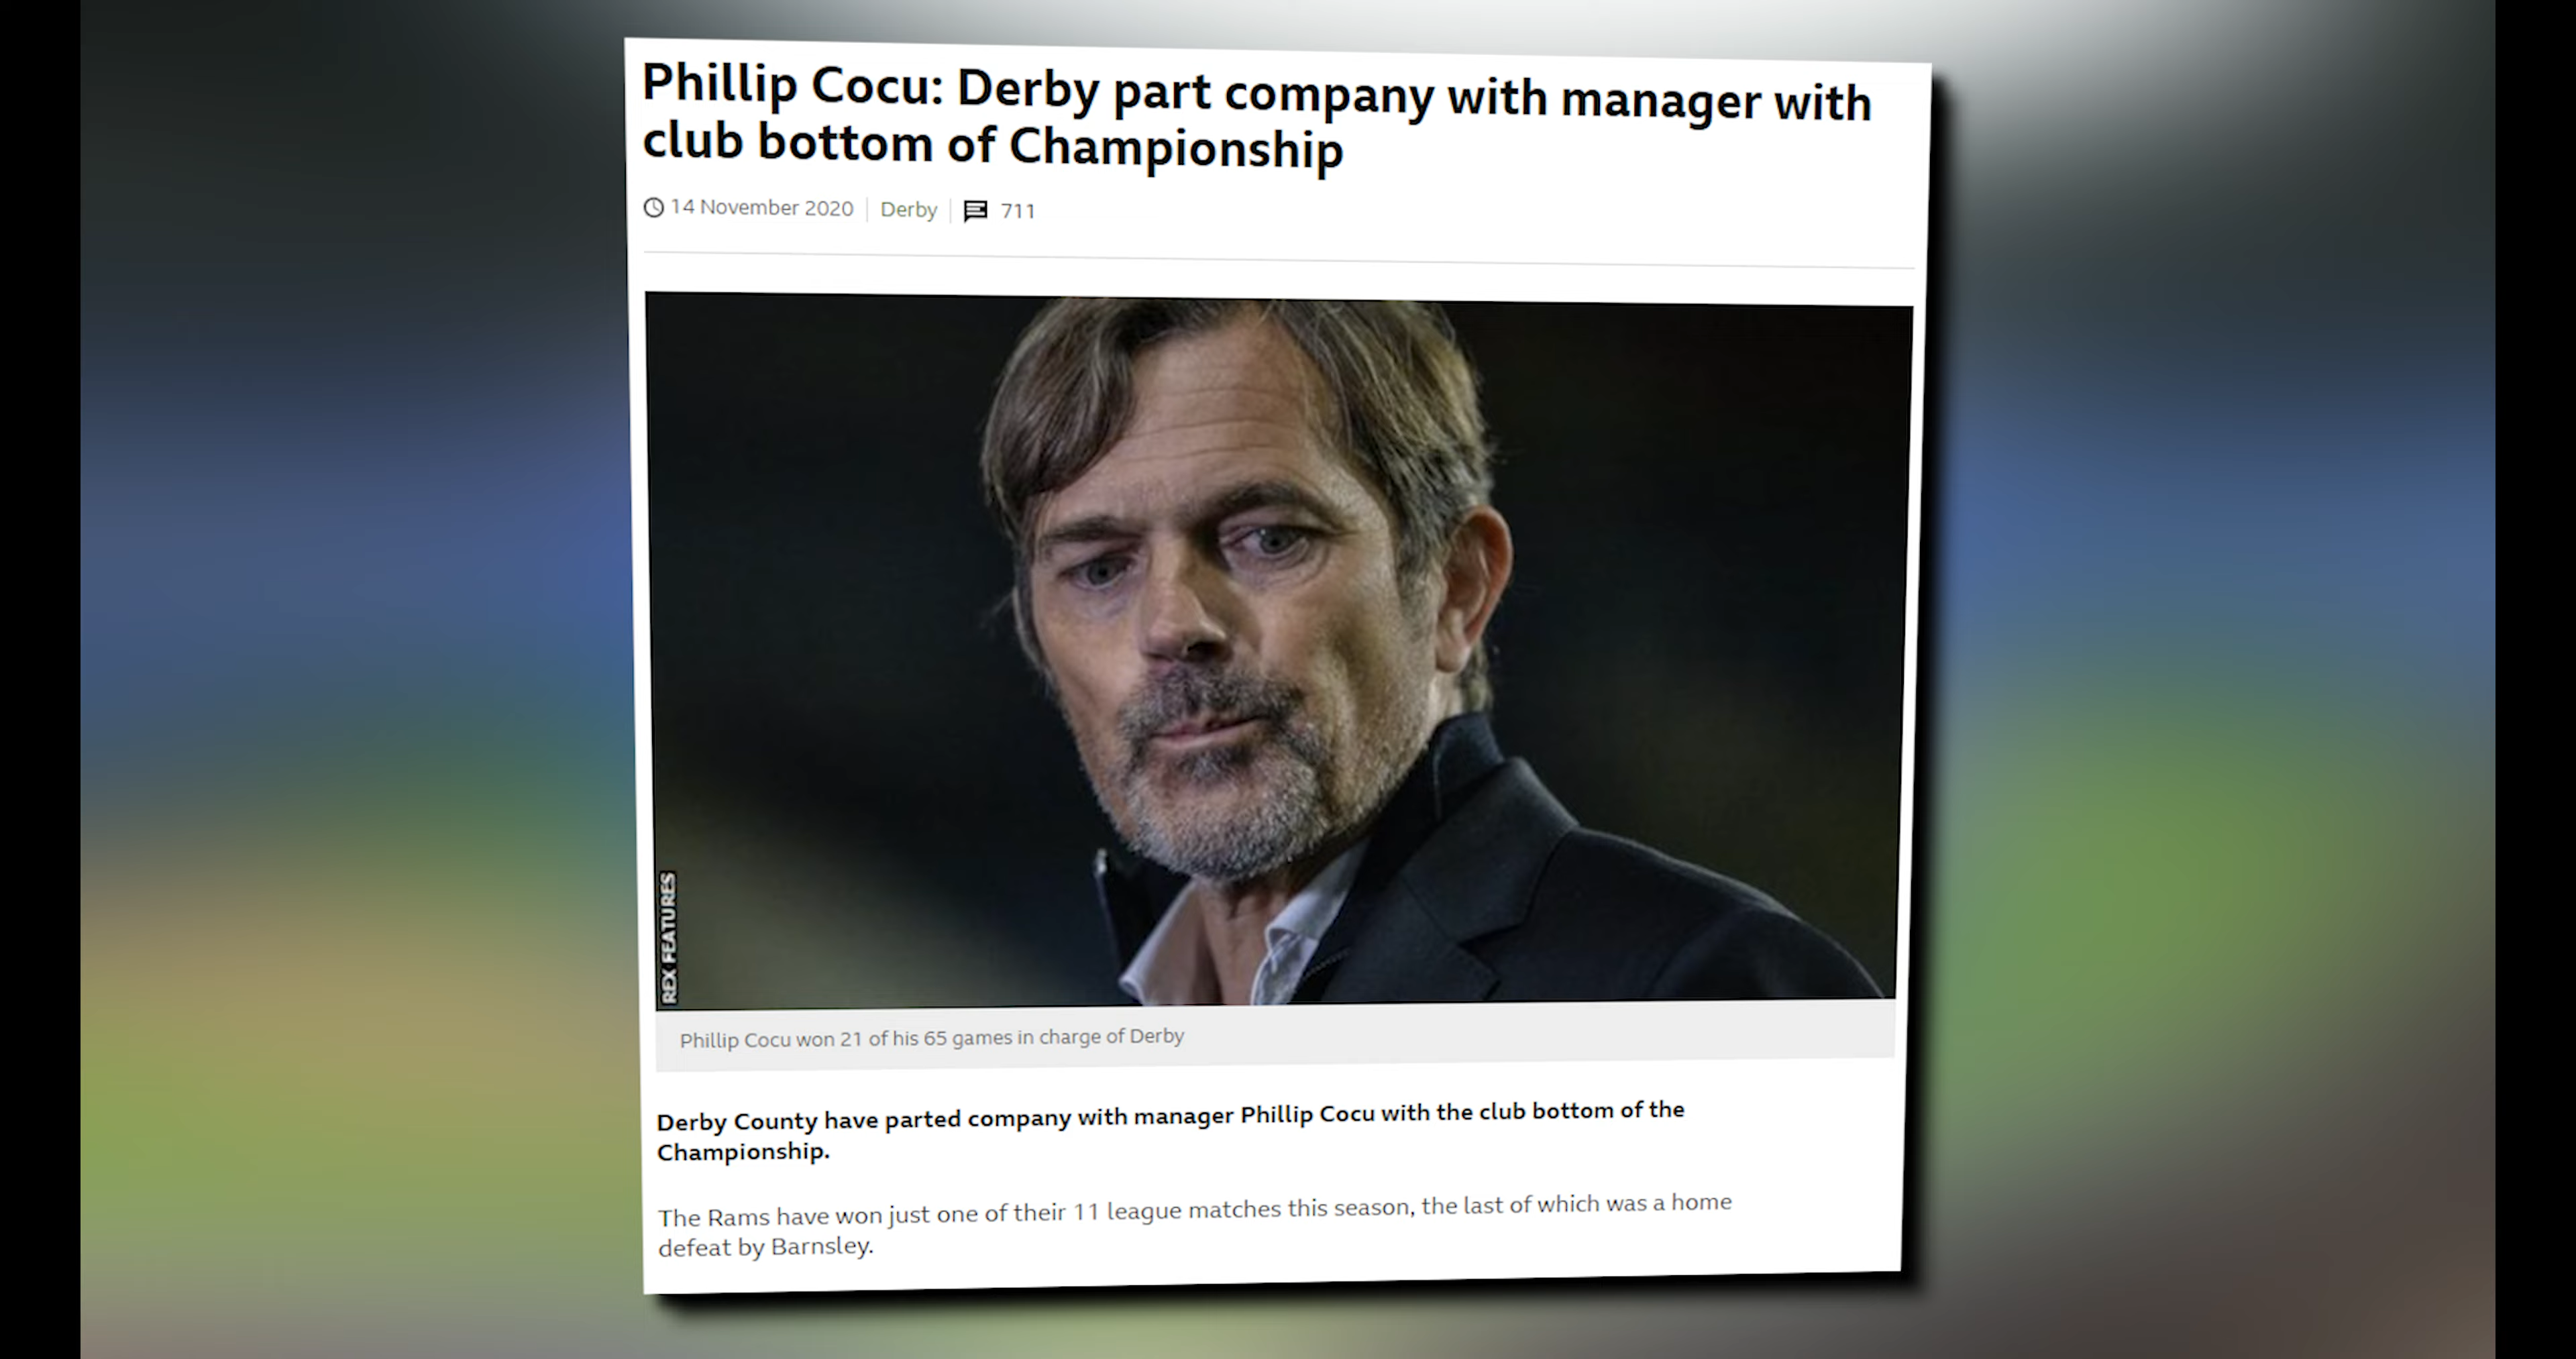 Phillip Cocu: Derby part company with manager with
club bottom of Championship
14 November 2020 Derby 711
REX FEATURES
Phillip Cocu won 21 of his 65 games in charge of Derby
Derby County have parted company with manager Phillip Cocu with the club bottom of the
Championship.
The Rams have won just one of their 11 league matches this season, the last of which was a home
defeat by Barnsley.